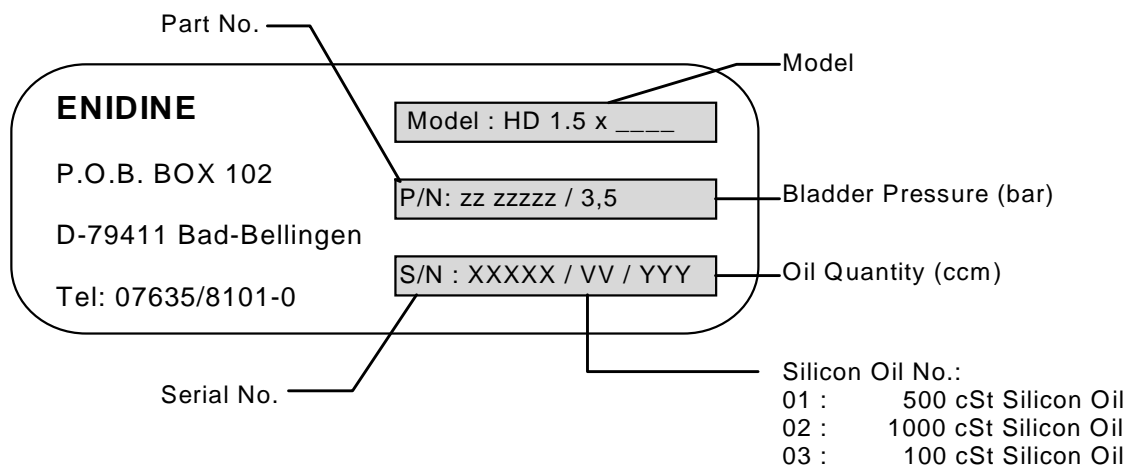 Part No.
Model
ENIDINE
Model : HD 1.5 x ____
P.O.B. BOX 102
P/N: zz zzzzz / 3,5
Bladder Pressure (bar)
D-79411 Bad-Bellingen
S/N : XXXXX / VV / YYY
Oil Quantity (ccm)
Tel: 07635/8101-0
Serial No.
Silicon Oil No.:
01 : 500 cSt Silicon Oil
02 : 1000 cSt Silicon Oil
03 : 100 cSt Silicon Oil